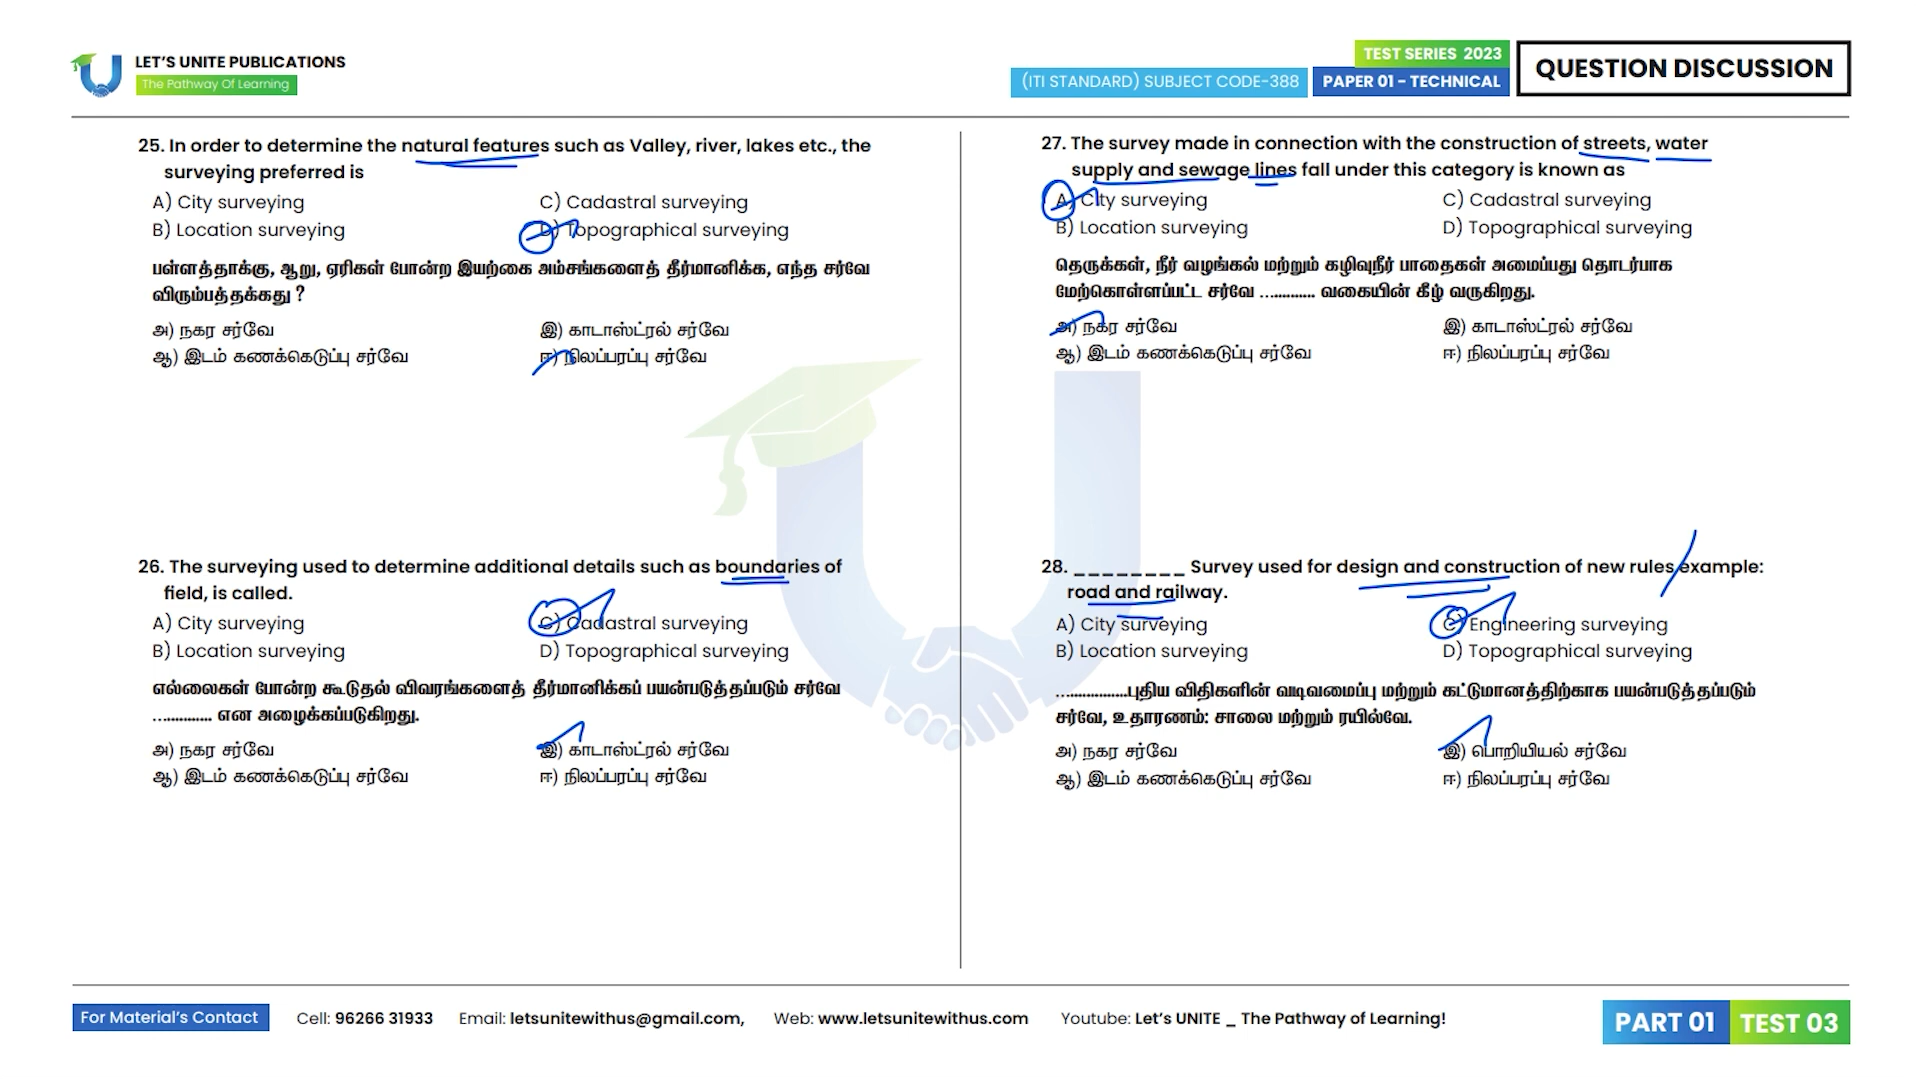 LET'S UNITE PUBLICATIONS
The Pathway Of Learning
TEST SERIES 2023
(ITI STANDARD) SUBJECT CODE-388
PAPER 01 - TECHNICAL
QUESTION DISCUSSION
25. In order to determine the natural features such as Valley, river, lakes etc., the
surveying preferred is
A) City surveying
C) Cadastral surveying
B) Location surveying
D) Topographical surveying
பள்ளத்தாக்கு, ஆறு, ஏரிகள் போன்ற இயற்கை அம்சங்களைத் தீர்மானிக்க, எந்த சர்வே
விரும்பத்தக்கது ?
அ) நகர சர்வே
இ) காடாஸ்ட்ரல் சர்வே
ஆ) இடம் கணக்கெடுப்பு சர்வே
ஈ) நிலப்பரப்பு சர்வே
26. The surveying used to determine additional details such as boundaries of
field, is called.
A) City surveying
C) Cadastral surveying
B) Location surveying
D) Topographical surveying
எல்லைகள் போன்ற கூடுதல் விவரங்களைத் தீர்மானிக்கப் பயன்படுத்தப்படும் சர்வே
............. என அழைக்கப்படுகிறது.
அ) நகர சர்வே
இ) காடாஸ்ட்ரல் சர்வே
ஆ) இடம் கணக்கெடுப்பு சர்வே
ஈ) நிலப்பரப்பு சர்வே
27. The survey made in connection with the construction of streets, water
supply and sewage lines fall under this category is known as
A) City surveying
C) Cadastral surveying
B) Location surveying
D) Topographical surveying
தெருக்கள், நீர் வழங்கல் மற்றும் கழிவுநீர் பாதைகள் அமைப்பது தொடர்பாக
மேற்கொள்ளப்பட்ட சர்வே ............ வகையின் கீழ் வருகிறது.
அ) நகர சர்வே
இ) காடாஸ்ட்ரல் சர்வே
ஆ) இடம் கணக்கெடுப்பு சர்வே
ஈ) நிலப்பரப்பு சர்வே
28. ________ Survey used for design and construction of new rules example:
road and railway.
A) City surveying
C) Engineering surveying
B) Location surveying
D) Topographical surveying
.................புதிய விதிகளின் வடிவமைப்பு மற்றும் கட்டுமானத்திற்காக பயன்படுத்தப்படும்
சர்வே, உதாரணம்: சாலை மற்றும் ரயில்வே.
அ) நகர சர்வே
இ) பொறியியல் சர்வே
ஆ) இடம் கணக்கெடுப்பு சர்வே
ஈ) நிலப்பரப்பு சர்வே
For Material's Contact
Cell: 96266 31933
Email: letsunitewithus@gmail.com,
Web: www.letsunitewithus.com
Youtube: Let's UNITE _ The Pathway of Learning!
PART 01
TEST 03